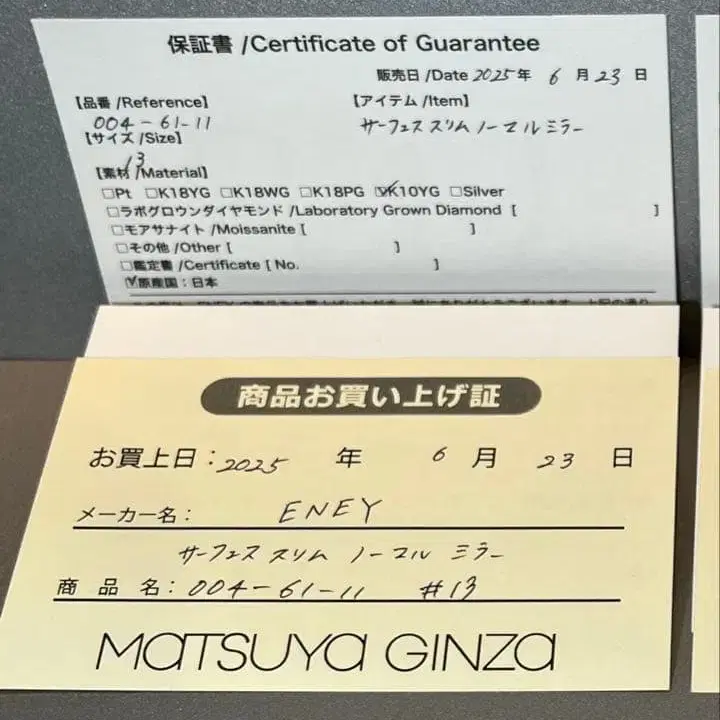 保証書 /Certificate of Guarantee
販売日 /Date 2025年 6月 23日
【品番 /Reference】 【アイテム /Item】
004-61-11 サーフェス スリム ノーマル ミラー
【サイズ /Size】
13
【素材 /Material】
□Pt □K18YG □K18WG □K18PG ☑K10YG □Silver
□ラボグロウンダイヤモンド /Laboratory Grown Diamond [ ]
□モアサナイト /Moissanite [ ]
□その他 /Other [ ]
□鑑定書 /Certificate [ No. ]
☑原産国:日本
商品お買い上げ証
お買上日:2025 年 6 月 23 日
メーカー名: ENEY
サーフェス スリム ノーマル ミラー
商品名:004-61-11 #13
MATSUYA GINZA